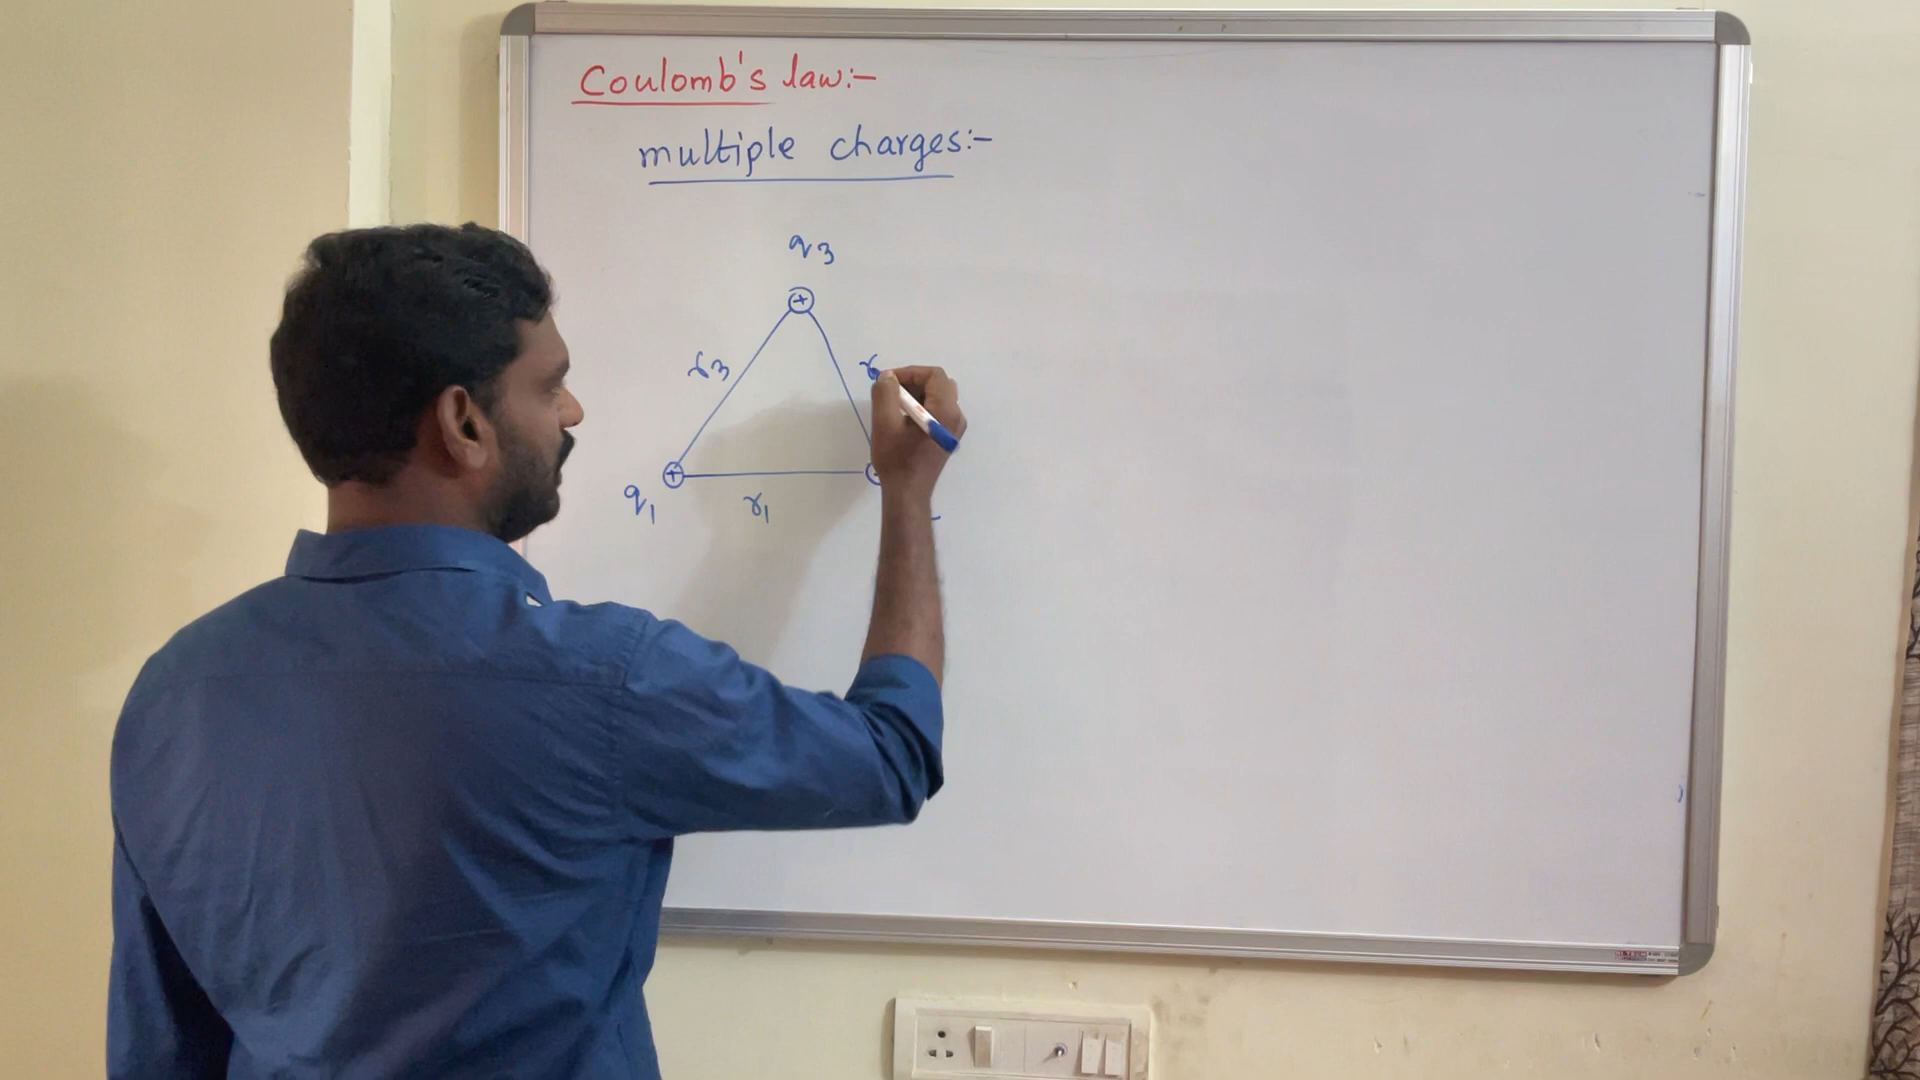 Coulomb's law:-
multiple charges:-
q3
r3
q1
r1